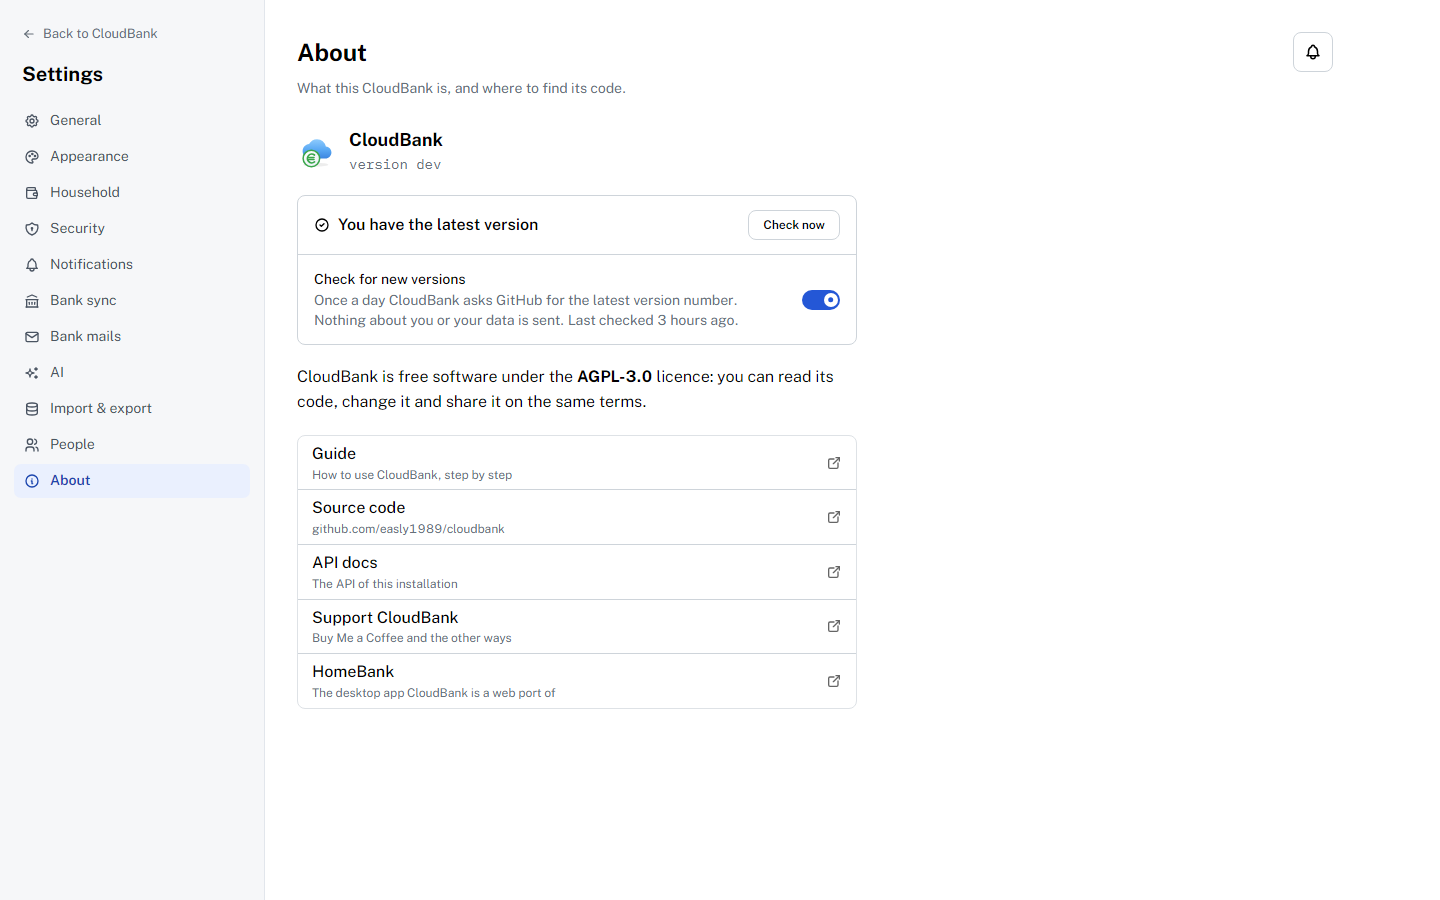 Back to CloudBank
Settings
General
Appearance
Household
Security
Notifications
Bank sync
Bank mails
AI
Import & export
People
About
About
What this CloudBank is, and where to find its code.
CloudBank
version dev
You have the latest version
Check now
Check for new versions
Once a day CloudBank asks GitHub for the latest version number.
Nothing about you or your data is sent. Last checked 3 hours ago.
CloudBank is free software under the AGPL-3.0 licence: you can read its
code, change it and share it on the same terms.
Guide
How to use CloudBank, step by step
Source code
github.com/easly1989/cloudbank
API docs
The API of this installation
Support CloudBank
Buy Me a Coffee and the other ways
HomeBank
The desktop app CloudBank is a web port of